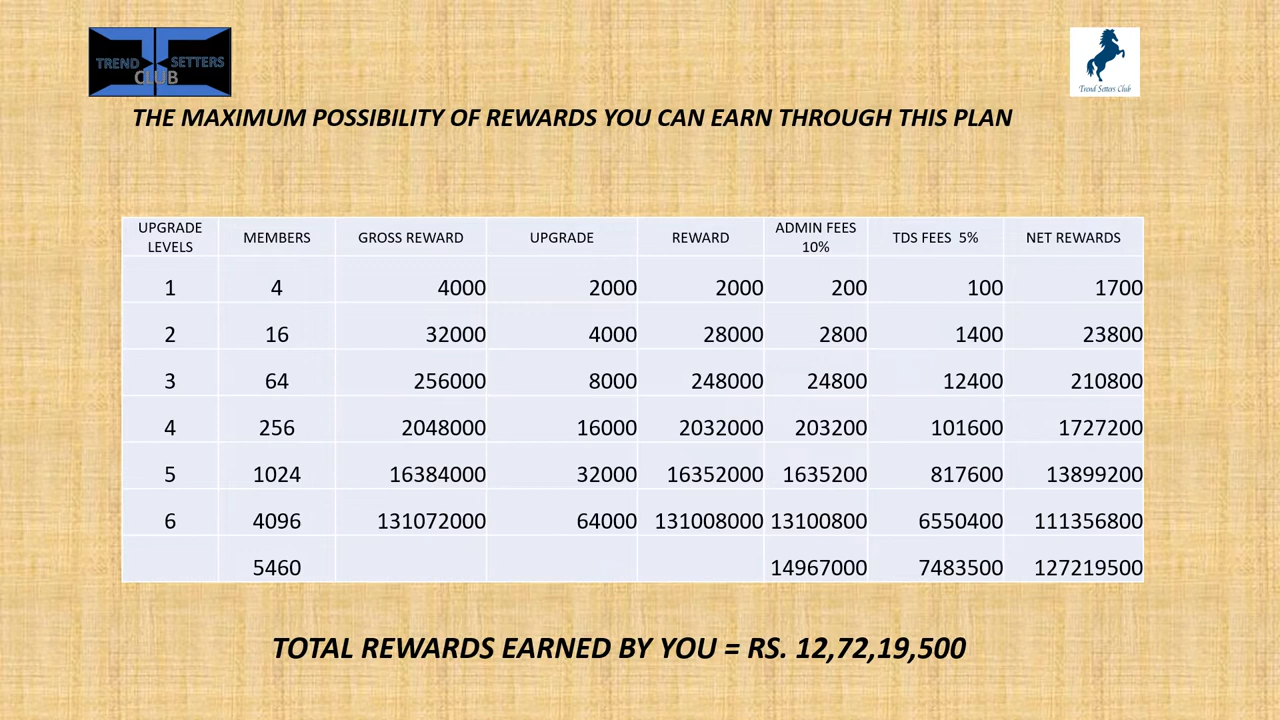 TREND SETTERS
CLUB
Trend Setters Club
THE MAXIMUM POSSIBILITY OF REWARDS YOU CAN EARN THROUGH THIS PLAN
UPGRADE LEVELS MEMBERS GROSS REWARD UPGRADE REWARD ADMIN FEES 10% TDS FEES 5% NET REWARDS
1 4 4000 2000 2000 200 100 1700
2 16 32000 4000 28000 2800 1400 23800
3 64 256000 8000 248000 24800 12400 210800
4 256 2048000 16000 2032000 203200 101600 1727200
5 1024 16384000 32000 16352000 1635200 817600 13899200
6 4096 131072000 64000 131008000 13100800 6550400 111356800
5460 14967000 7483500 127219500
TOTAL REWARDS EARNED BY YOU = RS. 12,72,19,500